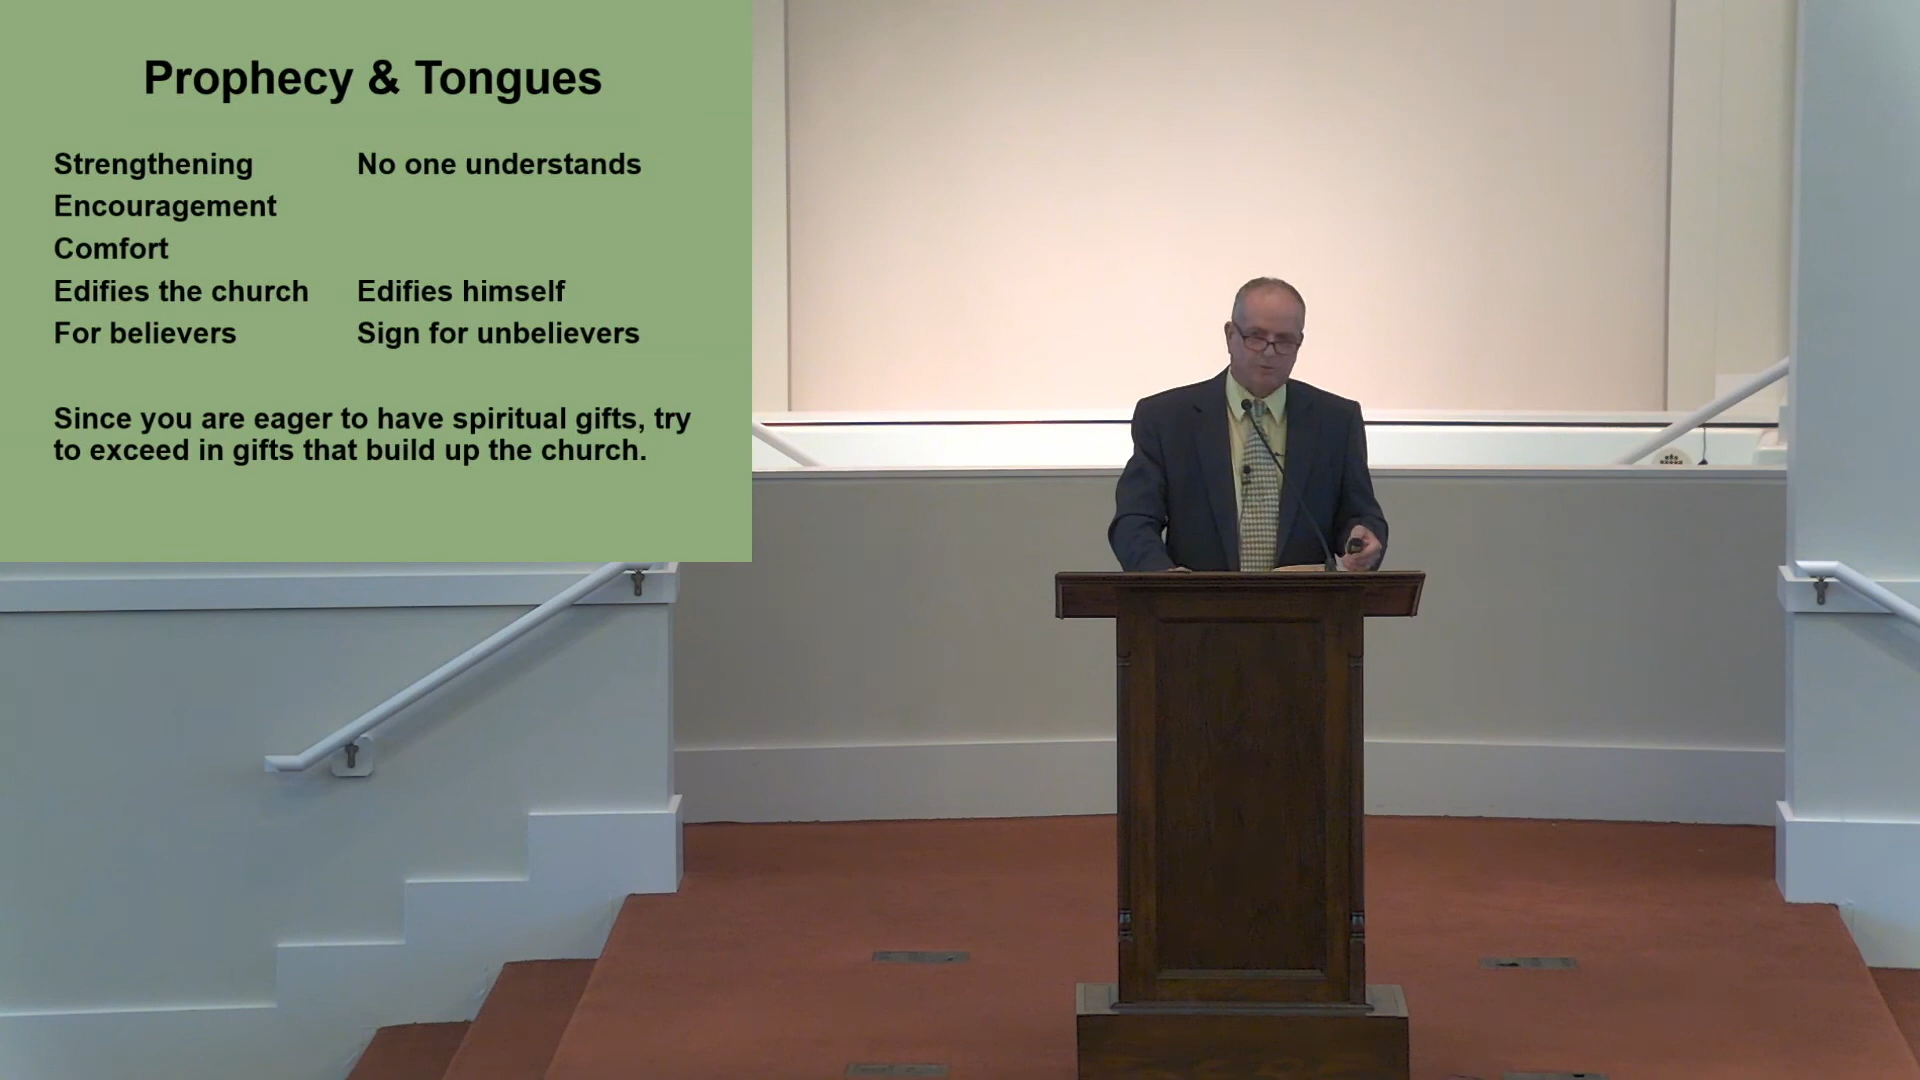 Prophecy & Tongues
Strengthening No one understands
Encouragement
Comfort
Edifies the church Edifies himself
For believers Sign for unbelievers
Since you are eager to have spiritual gifts, try
to exceed in gifts that build up the church.